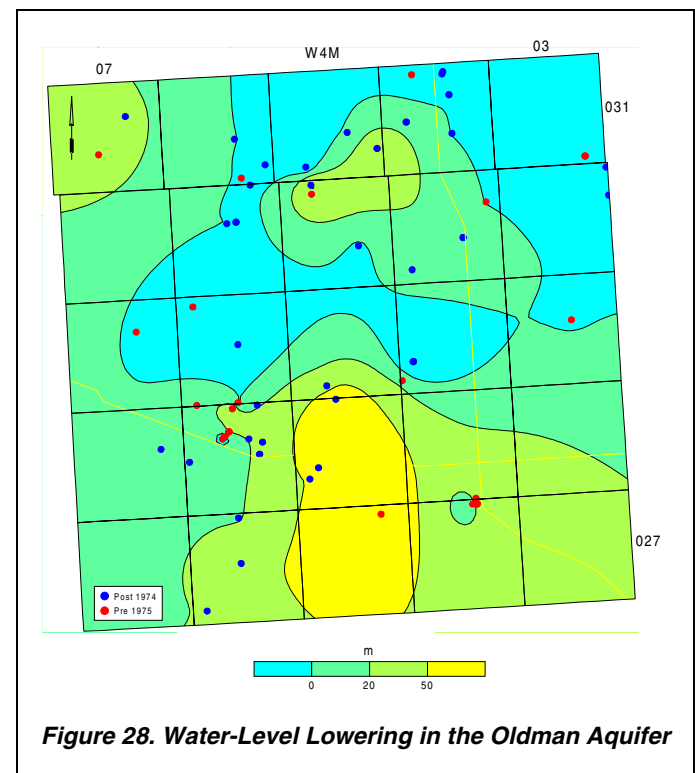 W4M
03
07
031
027
Post 1974
Pre 1975
m
0 20 50
Figure 28. Water-Level Lowering in the Oldman Aquifer